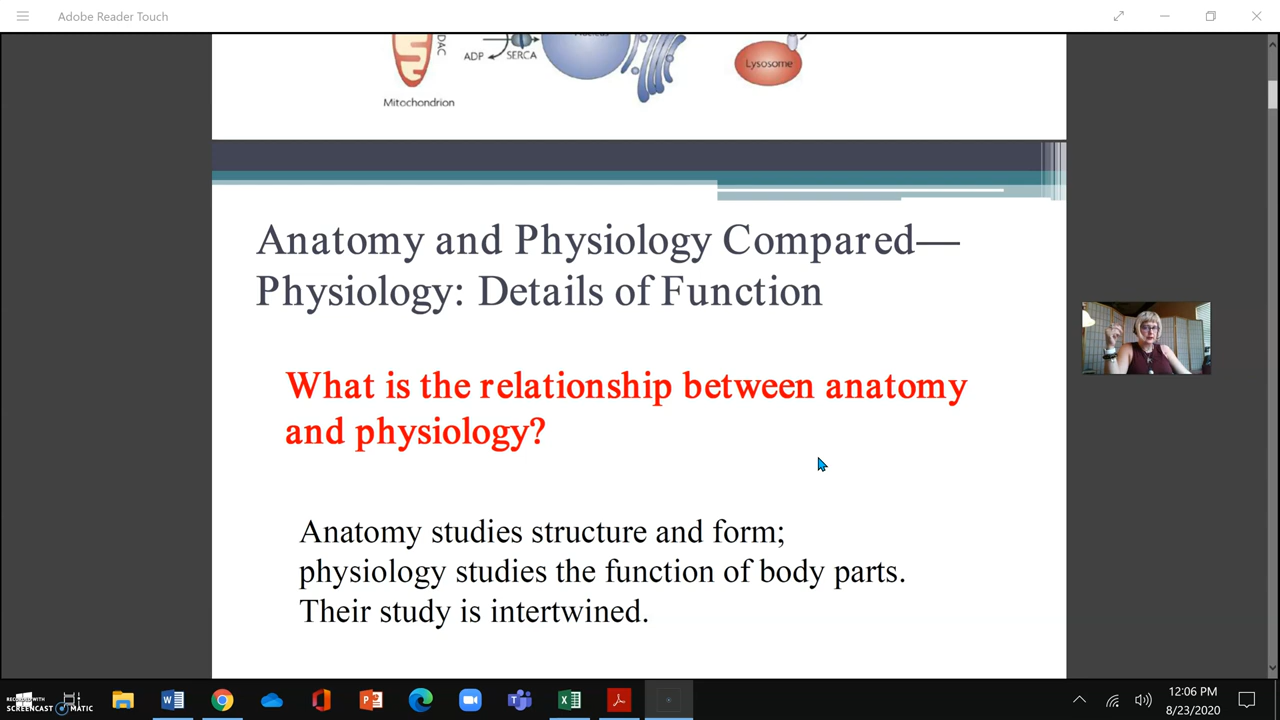 Adobe Reader Touch
DAC
ADP
SERCA
Nucleus
Lysosome
Mitochondrion
Anatomy and Physiology Compared—
Physiology: Details of Function
What is the relationship between anatomy
and physiology?
Anatomy studies structure and form;
physiology studies the function of body parts.
Their study is intertwined.
RECORDED WITH
SCREENCAST MATIC
12:06 PM
8/23/2020